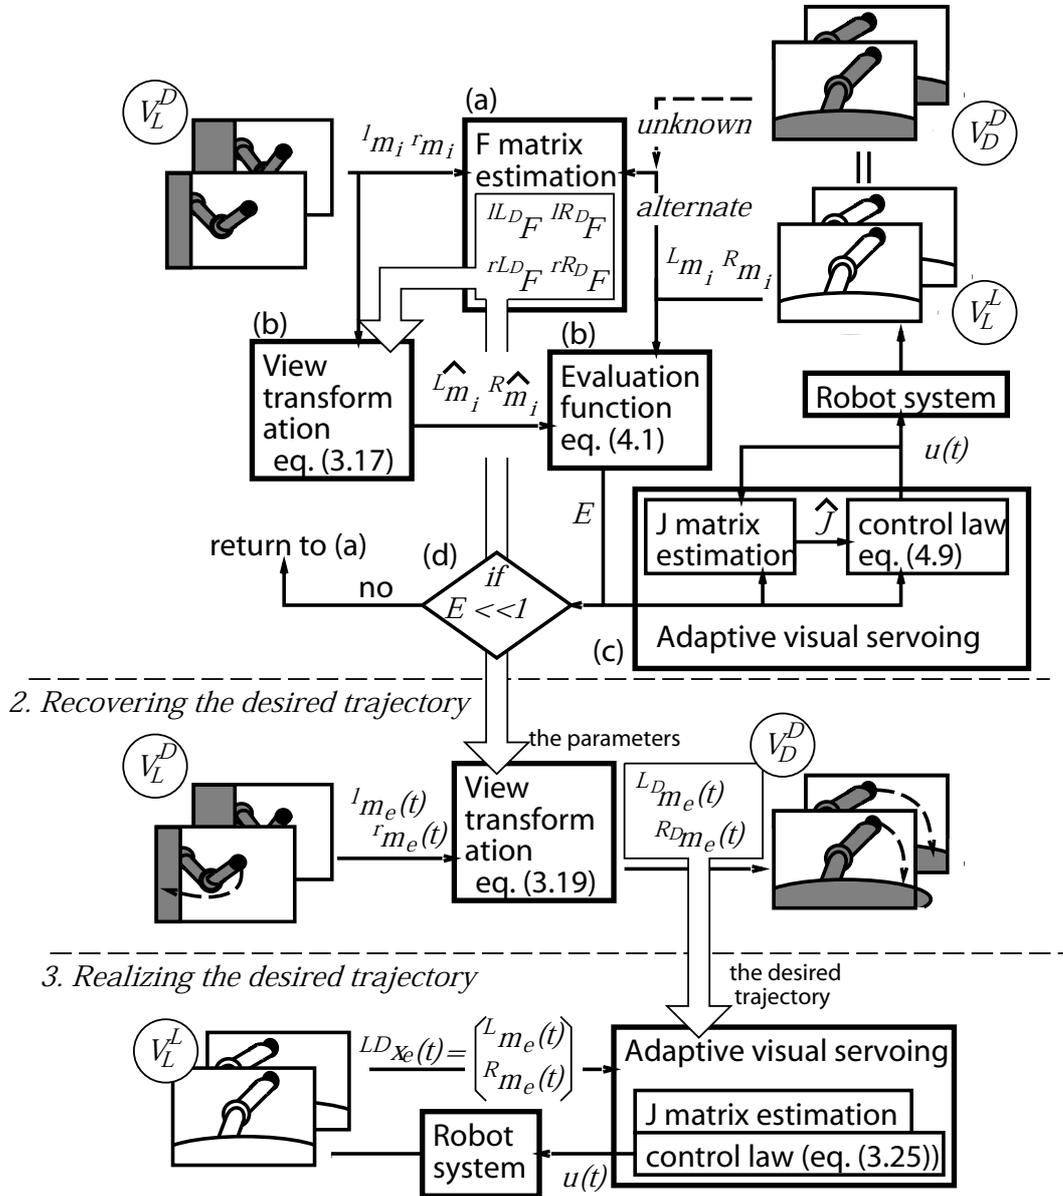 V_L^D
^l m_i ^r m_i
(a)
F matrix
estimation
^{lL_D}F ^{lR_D}F
^{rL_D}F ^{rR_D}F
unknown
alternate
^L m_i ^R m_i
V_D^D
=
V_L^L
(b)
View
transform
ation
eq. (3.17)
^L m̂_i ^R m̂_i
(b)
Evaluation
function
eq. (4.1)
Robot system
u(t)
E
J matrix
estimation
Ĵ
control law
eq. (4.9)
Adaptive visual servoing
(c)
return to (a)
no
(d)
if
E <<1
2. Recovering the desired trajectory
the parameters
V_L^D
^l m_e(t)
^r m_e(t)
View
transform
ation
eq. (3.19)
^{L_D}m_e(t)
^{R_D}m_e(t)
V_D^D
3. Realizing the desired trajectory
the desired
trajectory
V_L^L
^{LD}x_e(t)=
^L m_e(t)
^R m_e(t)
Adaptive visual servoing
J matrix estimation
control law (eq. (3.25))
Robot
system
u(t)